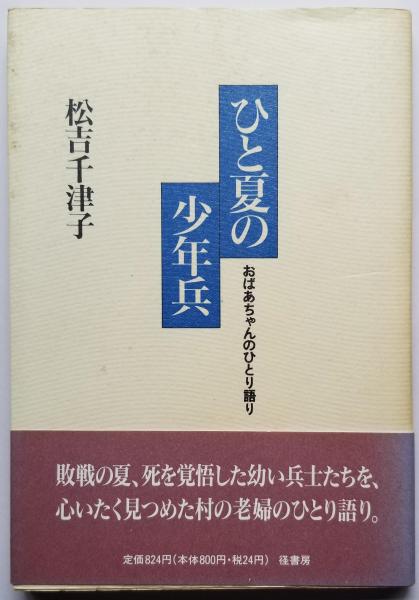 ひと夏の
少年兵
おばあちゃんのひとり語り
松吉千津子
敗戦の夏、死を覚悟した幼い兵士たちを、
心いたく見つめた村の老婦のひとり語り。
定価824円(本体800円・税24円) 径書房